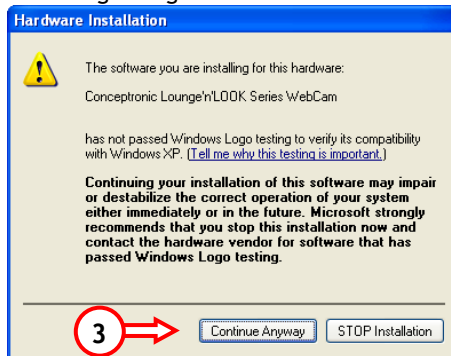 Hardware Installation
The software you are installing for this hardware:
Conceptronic Lounge'n'LOOK Series WebCam
has not passed Windows Logo testing to verify its compatibility
with Windows XP. (Tell me why this testing is important.)
Continuing your installation of this software may impair
or destabilize the correct operation of your system
either immediately or in the future. Microsoft strongly
recommends that you stop this installation now and
contact the hardware vendor for software that has
passed Windows Logo testing.
3 Continue Anyway STOP Installation